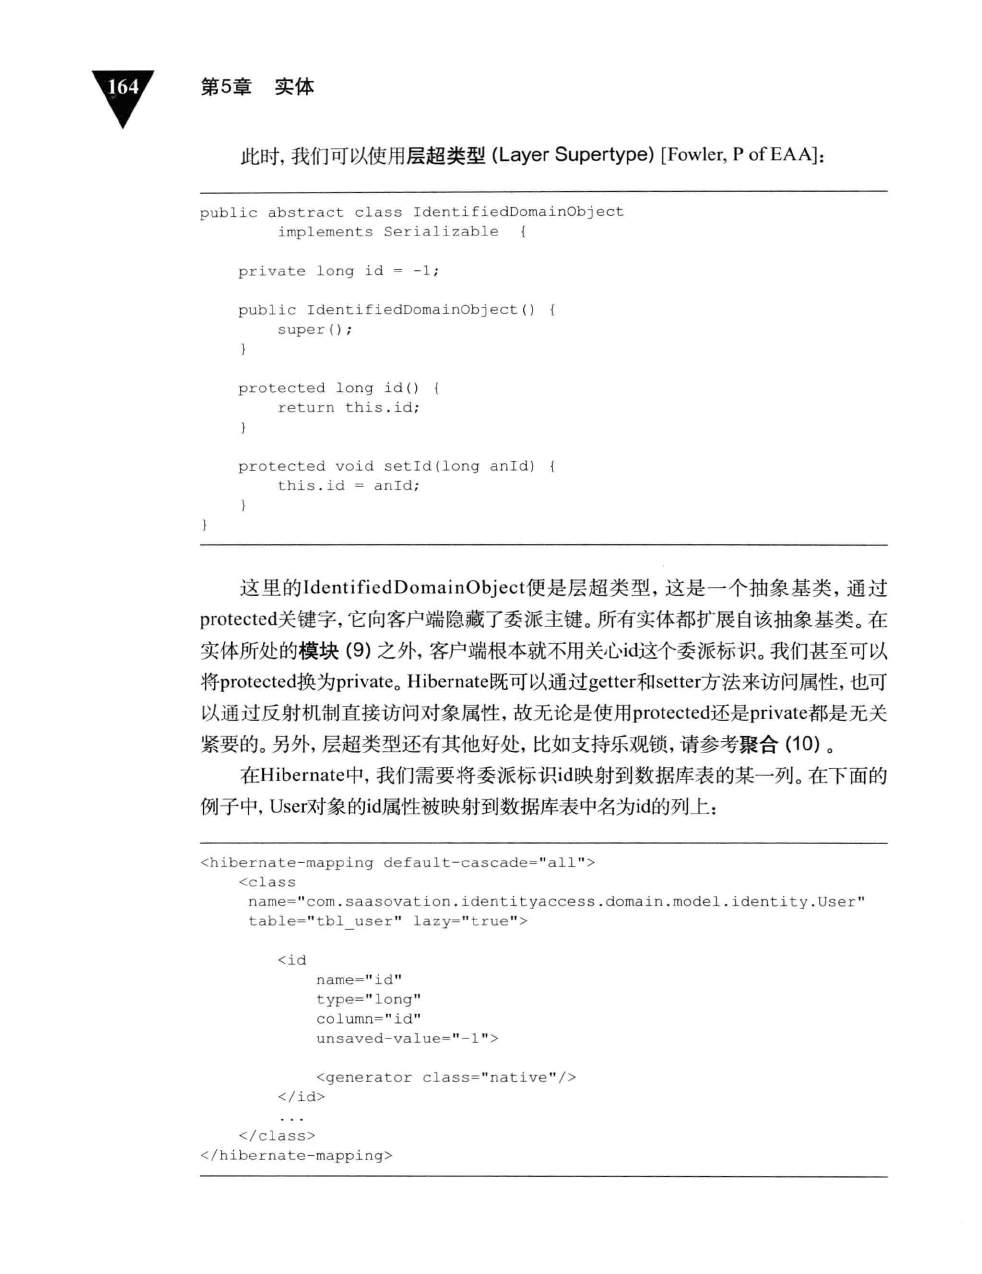 164
第5章 实体
此时, 我们可以使用层超类型 (Layer Supertype) [Fowler, P of EAA]:
public abstract class IdentifiedDomainObject
        implements Serializable  {
    private long id = -1;
    public IdentifiedDomainObject() {
        super();
    }
    protected long id() {
        return this.id;
    }
    protected void setId(long anId) {
        this.id = anId;
    }
}
这里的IdentifiedDomainObject便是层超类型, 这是一个抽象基类, 通过
protected关键字, 它向客户端隐藏了委派主键。所有实体都扩展自该抽象基类。在
实体所处的模块 (9) 之外, 客户端根本就不用关心id这个委派标识。我们甚至可以
将protected换为private。Hibernate既可以通过getter和setter方法来访问属性, 也可
以通过反射机制直接访问对象属性, 故无论是使用protected还是private都是无关
紧要的。另外, 层超类型还有其他好处, 比如支持乐观锁, 请参考聚合 (10) 。
在Hibernate中, 我们需要将委派标识id映射到数据库表的某一列。在下面的
例子中, User对象的id属性被映射到数据库表中名为id的列上:
<hibernate-mapping default-cascade="all">
    <class
     name="com.saasovation.identityaccess.domain.model.identity.User"
     table="tbl_user" lazy="true">
        <id
            name="id"
            type="long"
            column="id"
            unsaved-value="-1">
            <generator class="native"/>
        </id>
        ...
    </class>
</hibernate-mapping>